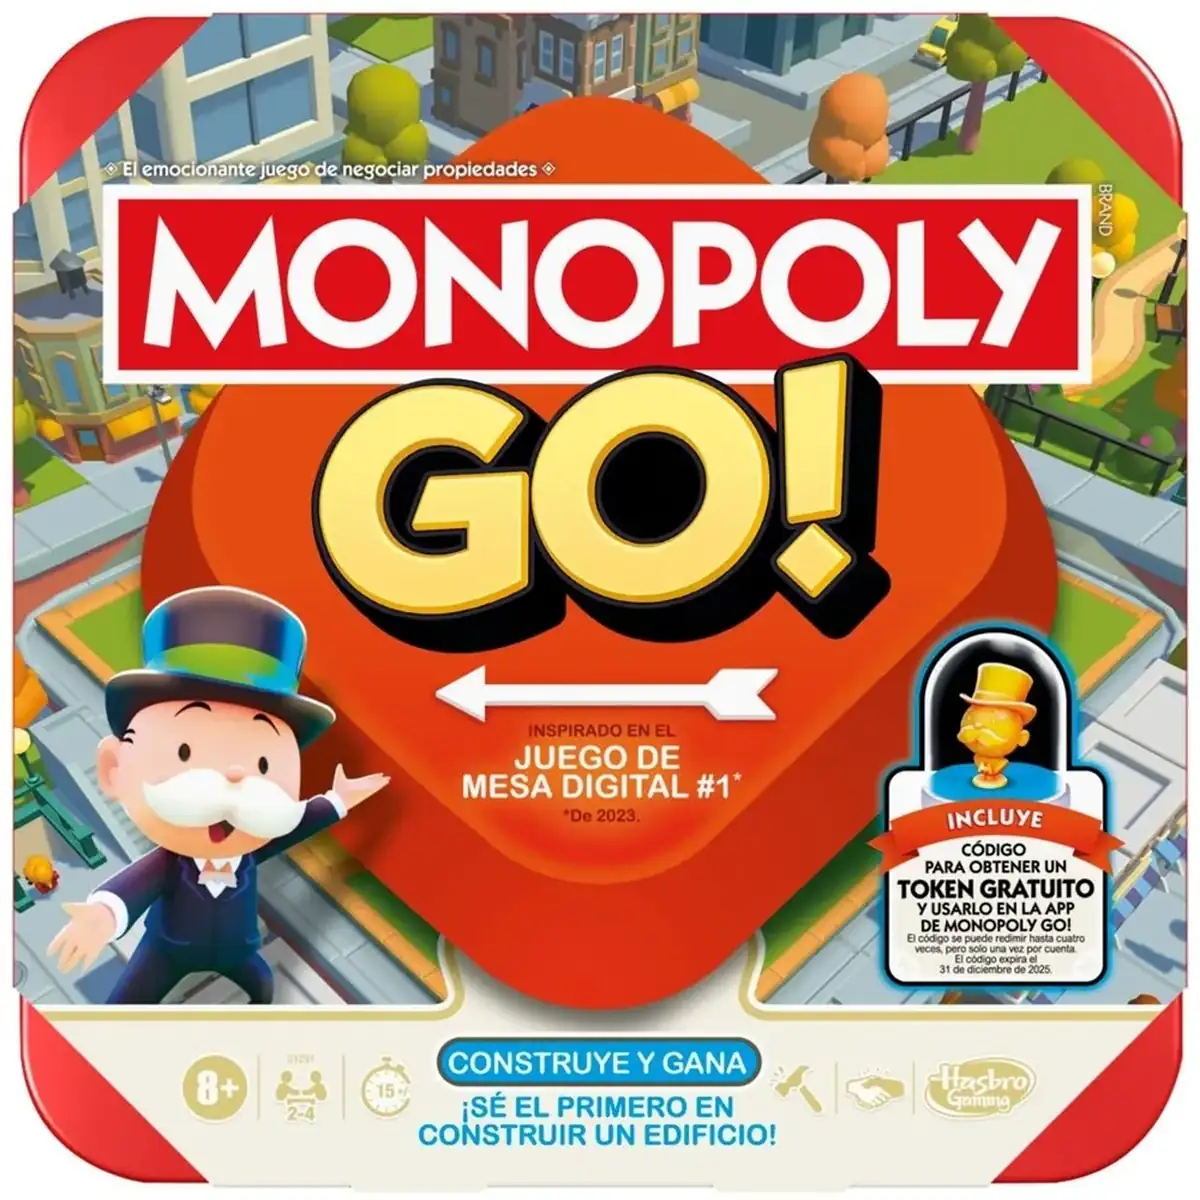 El emocionante juego de negociar propiedades
MONOPOLY
BRAND
GO!
INSPIRADO EN EL
JUEGO DE
MESA DIGITAL #1*
*De 2023.
INCLUYE
CÓDIGO
PARA OBTENER UN
TOKEN GRATUITO
Y USARLO EN LA APP
DE MONOPOLY GO!
El código se puede redimir hasta cuatro
veces, pero solo una vez por cuenta.
El código expira el
31 de diciembre de 2025.
CONSTRUYE Y GANA
¡SÉ EL PRIMERO EN
CONSTRUIR UN EDIFICIO!
8+
2-4
15+
Hasbro
Gaming